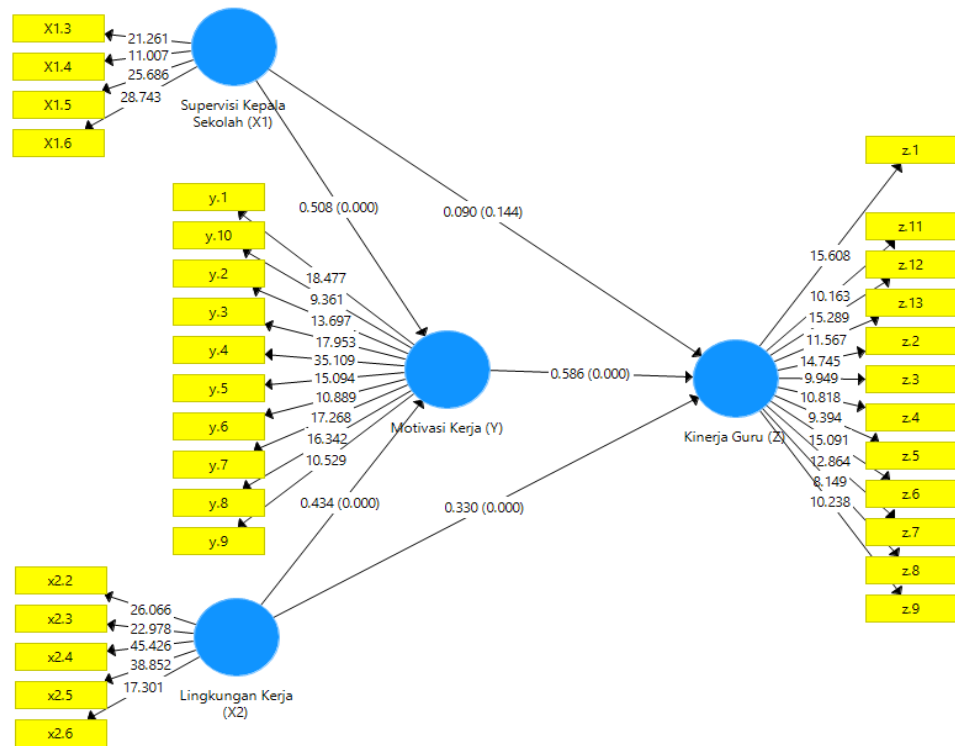 X1.3
X1.4
X1.5
X1.6
21.261
11.007
25.686
28.743
Supervisi Kepala
Sekolah (X1)
0.508 (0.000)
0.090 (0.144)
y.1
y.10
y.2
y.3
y.4
y.5
y.6
y.7
y.8
y.9
18.477
9.361
13.697
17.953
35.109
15.094
10.889
17.268
16.342
10.529
Motivasi Kerja (Y)
0.586 (0.000)
0.434 (0.000)
0.330 (0.000)
x2.2
x2.3
x2.4
x2.5
x2.6
26.066
22.978
45.426
38.852
17.301
Lingkungan Kerja
(X2)
Kinerja Guru (Z)
15.608
10.163
15.289
11.567
14.745
9.949
10.818
9.394
15.091
12.864
8.149
10.238
z.1
z.11
z.12
z.13
z.2
z.3
z.4
z.5
z.6
z.7
z.8
z.9